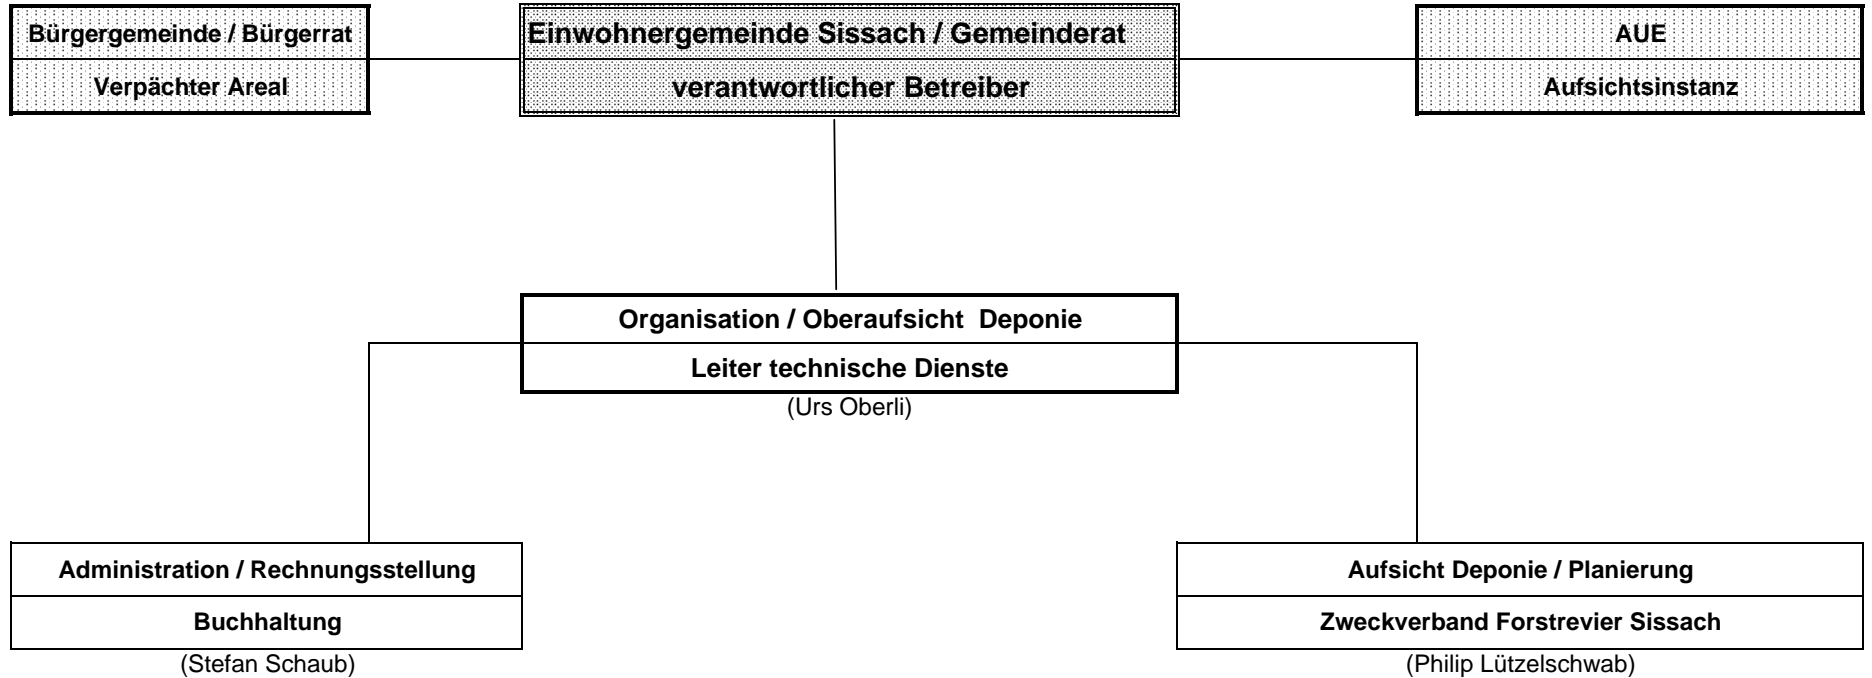 Bürgergemeinde / Bürgerrat
Verpächter Areal
Einwohnergemeinde Sissach / Gemeinderat
verantwortlicher Betreiber
AUE
Aufsichtsinstanz
Organisation / Oberaufsicht  Deponie
Leiter technische Dienste
(Urs Oberli)
Administration / Rechnungsstellung
Buchhaltung
(Stefan Schaub)
Aufsicht Deponie / Planierung
Zweckverband Forstrevier Sissach
(Philip Lützelschwab)